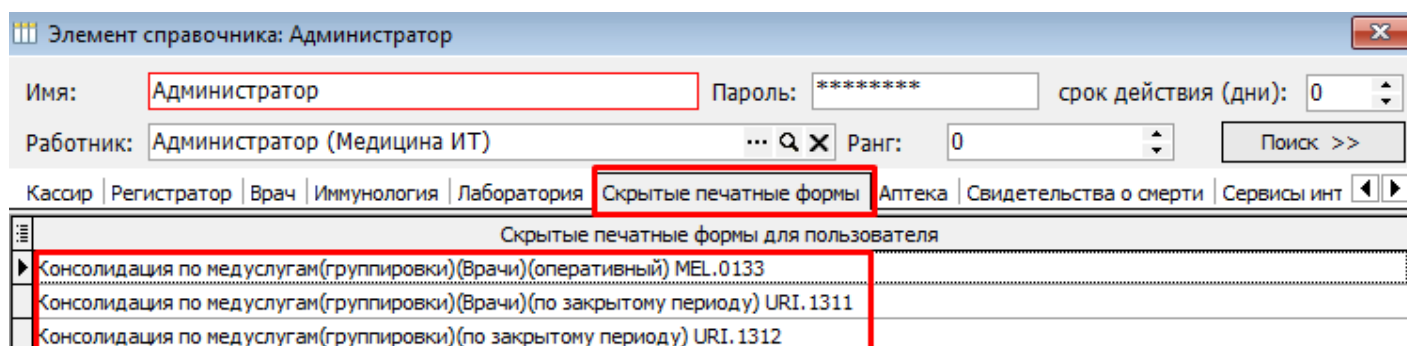 Элемент справочника: Администратор
Имя: Администратор Пароль: ******** срок действия (дни): 0
Работник: Администратор (Медицина ИТ) ... Ранг: 0 Поиск >>
Кассир Регистратор Врач Иммунология Лаборатория Скрытые печатные формы Аптека Свидетельства о смерти Сервисы инт
Скрытые печатные формы для пользователя
Консолидация по медуслугам(группировки)(Врачи)(оперативный) MEL.0133
Консолидация по медуслугам(группировки)(Врачи)(по закрытому периоду) URI.1311
Консолидация по медуслугам(группировки)(по закрытому периоду) URI.1312